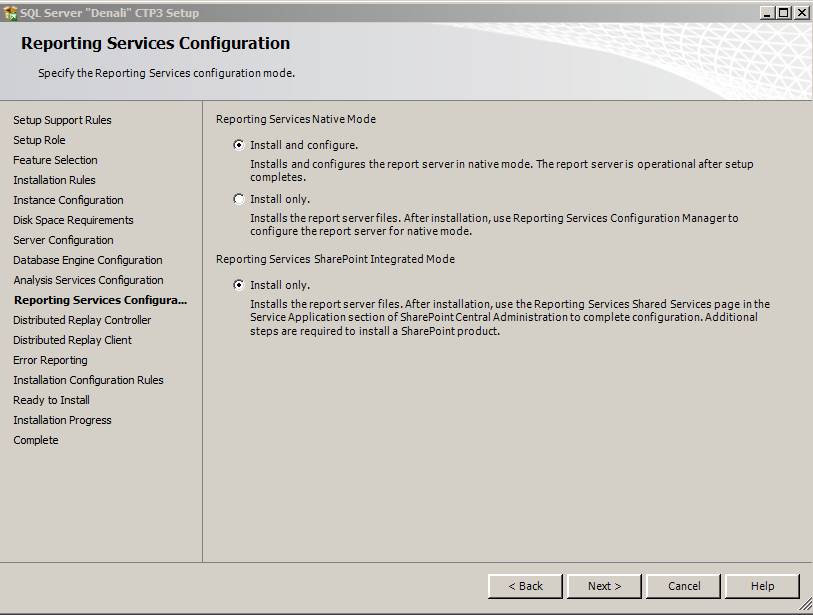 SQL Server "Denali" CTP3 Setup
Reporting Services Configuration
Specify the Reporting Services configuration mode.
Setup Support Rules
Setup Role
Feature Selection
Installation Rules
Instance Configuration
Disk Space Requirements
Server Configuration
Database Engine Configuration
Analysis Services Configuration
Reporting Services Configura...
Distributed Replay Controller
Distributed Replay Client
Error Reporting
Installation Configuration Rules
Ready to Install
Installation Progress
Complete
Reporting Services Native Mode
Install and configure.
Installs and configures the report server in native mode. The report server is operational after setup
completes.
Install only.
Installs the report server files. After installation, use Reporting Services Configuration Manager to
configure the report server for native mode.
Reporting Services SharePoint Integrated Mode
Install only.
Installs the report server files. After installation, use the Reporting Services Shared Services page in the
Service Application section of SharePoint Central Administration to complete configuration. Additional
steps are required to install a SharePoint product.
< Back
Next >
Cancel
Help